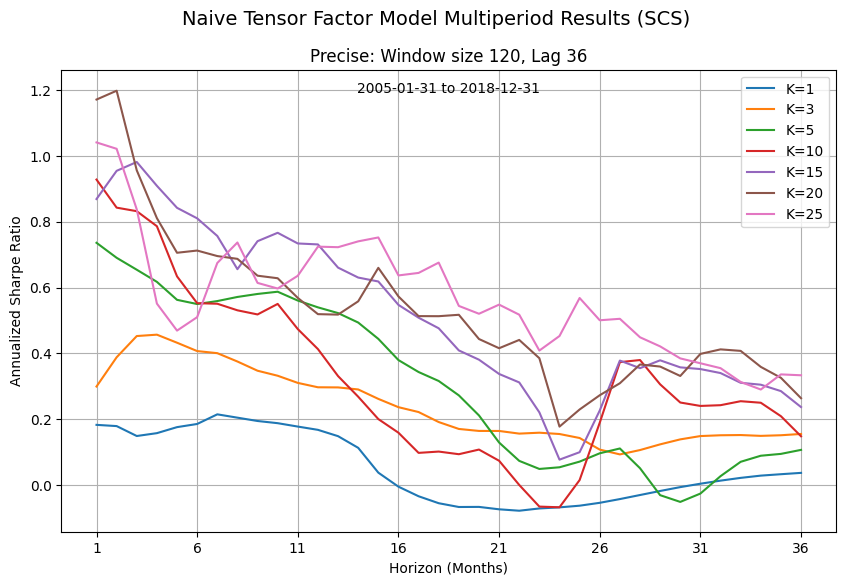 Naive Tensor Factor Model Multiperiod Results (SCS)
Precise: Window size 120, Lag 36
2005-01-31 to 2018-12-31
K=1
K=3
K=5
K=10
K=15
K=20
K=25
Annualized Sharpe Ratio
1.2
1.0
0.8
0.6
0.4
0.2
0.0
1 6 11 16 21 26 31 36
Horizon (Months)